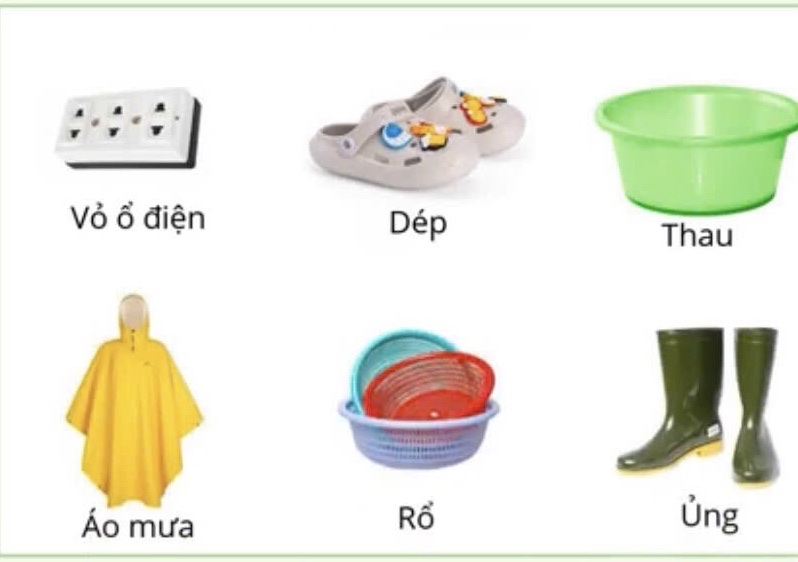 Vỏ ổ điện
Dép
Thau
Áo mưa
Rổ
Ủng